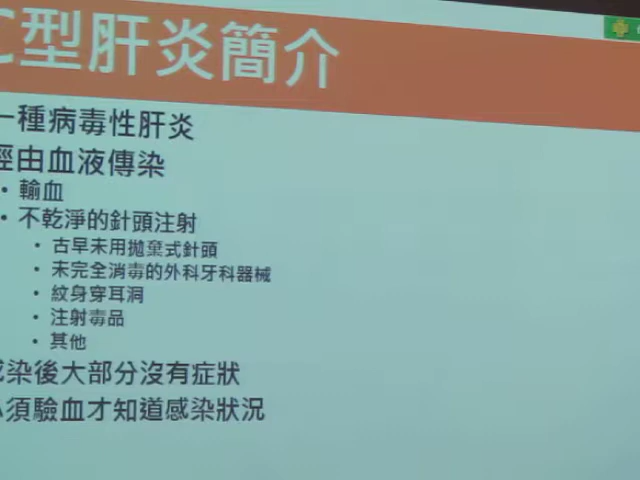 C型肝炎簡介
一種病毒性肝炎
經由血液傳染
• 輸血
• 不乾淨的針頭注射
• 古早未用拋棄式針頭
• 未完全消毒的外科牙科器械
• 紋身穿耳洞
• 注射毒品
• 其他
感染後大部分沒有症狀
必須驗血才知道感染狀況